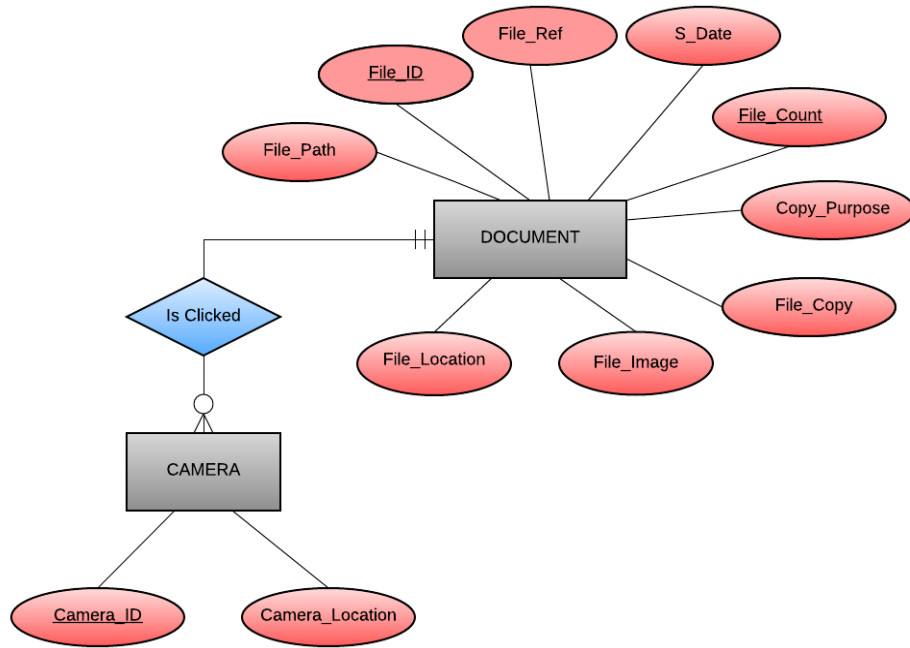 File_Ref
S_Date
File_ID
File_Count
File_Path
Copy_Purpose
DOCUMENT
File_Copy
Is Clicked
File_Location
File_Image
CAMERA
Camera_ID
Camera_Location